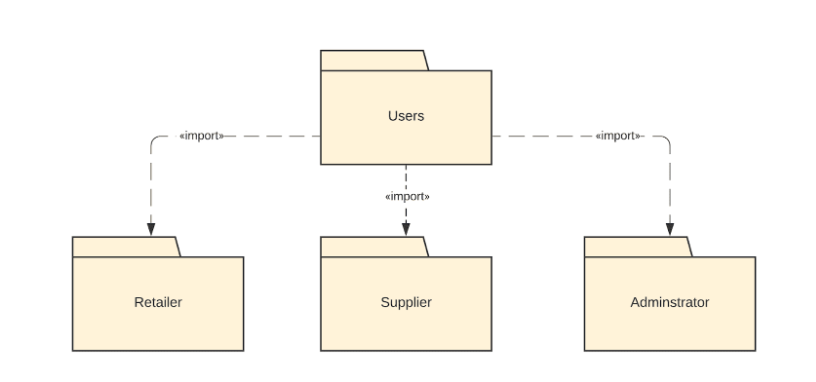 Users
«import»
«import»
«import»
Retailer
Supplier
Adminstrator